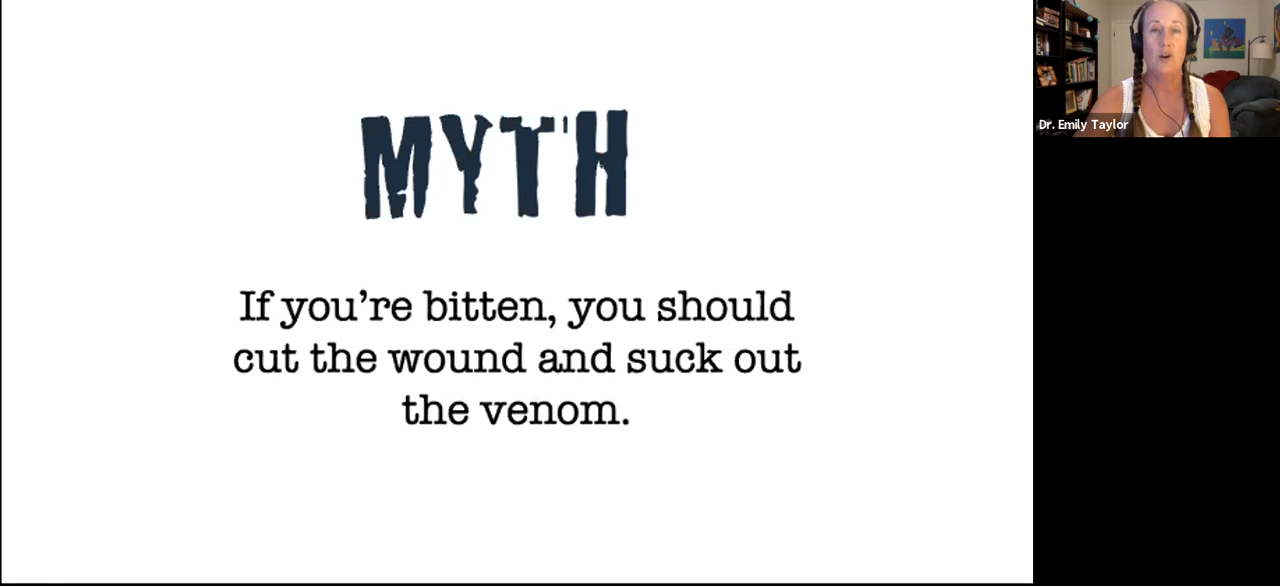 MYTH
If you’re bitten, you should
cut the wound and suck out
the venom.
Dr. Emily Taylor